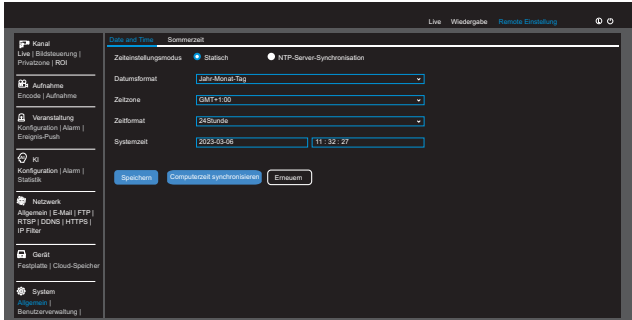 Live Wiedergabe Remote Einstellung
Kanal
Live | Bildsteuerung |
Privatzone | ROI
Aufnahme
Encode | Aufnahme
Veranstaltung
Konfiguration | Alarm |
Ereignis-Push
KI
Konfiguration | Alarm |
Statistik
Netzwerk
Allgemein | E-Mail | FTP |
RTSP | DDNS | HTTPS |
IP Filter
Gerät
Festplatte | Cloud-Speicher
System
Allgemein |
Benutzerverwaltung |
Date and Time Sommerzeit
Zeiteinstellungsmodus Statisch NTP-Server-Synchronisation
Datumsformat Jahr-Monat-Tag
Zeitzone GMT+1:00
Zeitformat 24Stunde
Systemzeit 2023-03-06 11 : 32 : 27
Speichern Computerzeit synchronisieren Erneuern